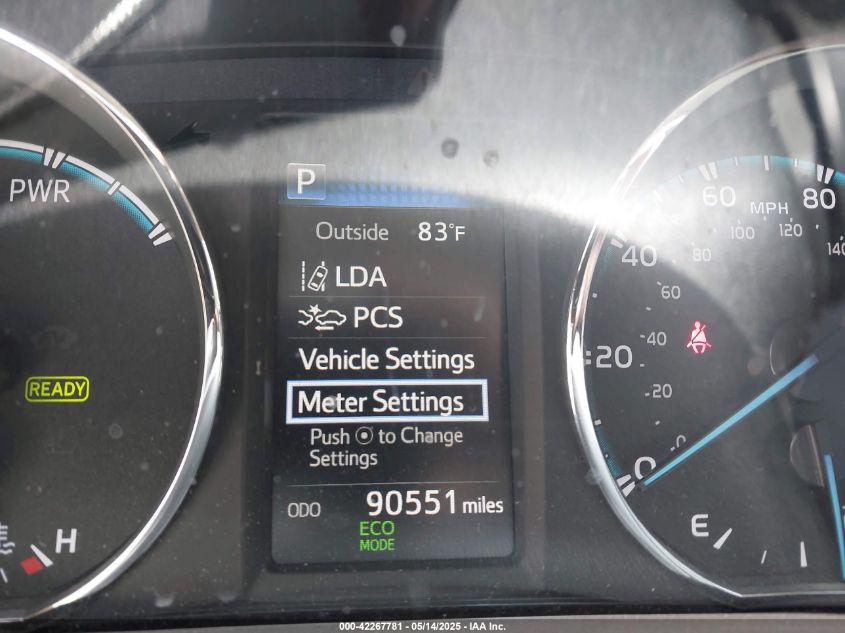 P
PWR
Outside 83°F
LDA
PCS
Vehicle Settings
Meter Settings
Push to Change
Settings
ODO 90551 miles
ECO
MODE
READY
H
0 20 40 60 80
MPH
0 20 40 60 80 100 120 140
E
000-42267781 - 05/14/2025 - IAA Inc.